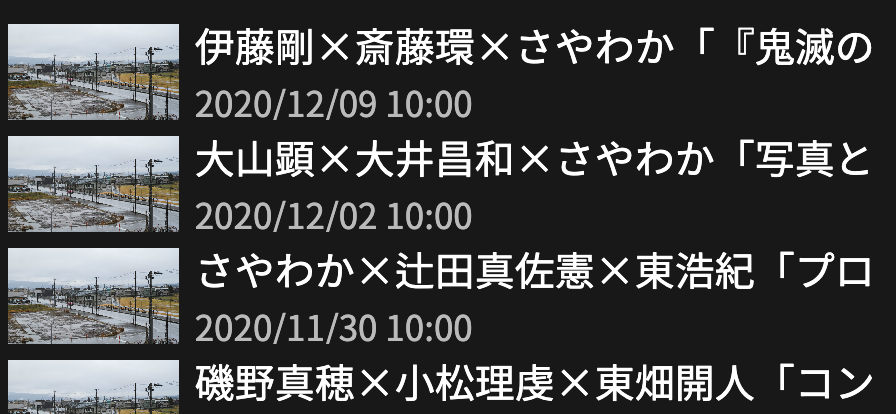 伊藤剛×斎藤環×さやわか「『鬼滅の
2020/12/09 10:00
大山顕×大井昌和×さやわか「写真と
2020/12/02 10:00
さやわか×辻田真佐憲×東浩紀「プロ
2020/11/30 10:00
磯野真穂×小松理虔×東畑開人「コン